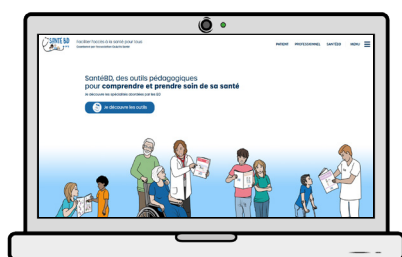 SANTÉ BD
Faciliter l'accès à la santé pour tous
PATIENT PROFESSIONNEL SANTÉBD MENU
SantéBD, des outils pédagogiques
pour comprendre et prendre soin de sa santé
Je découvre les outils